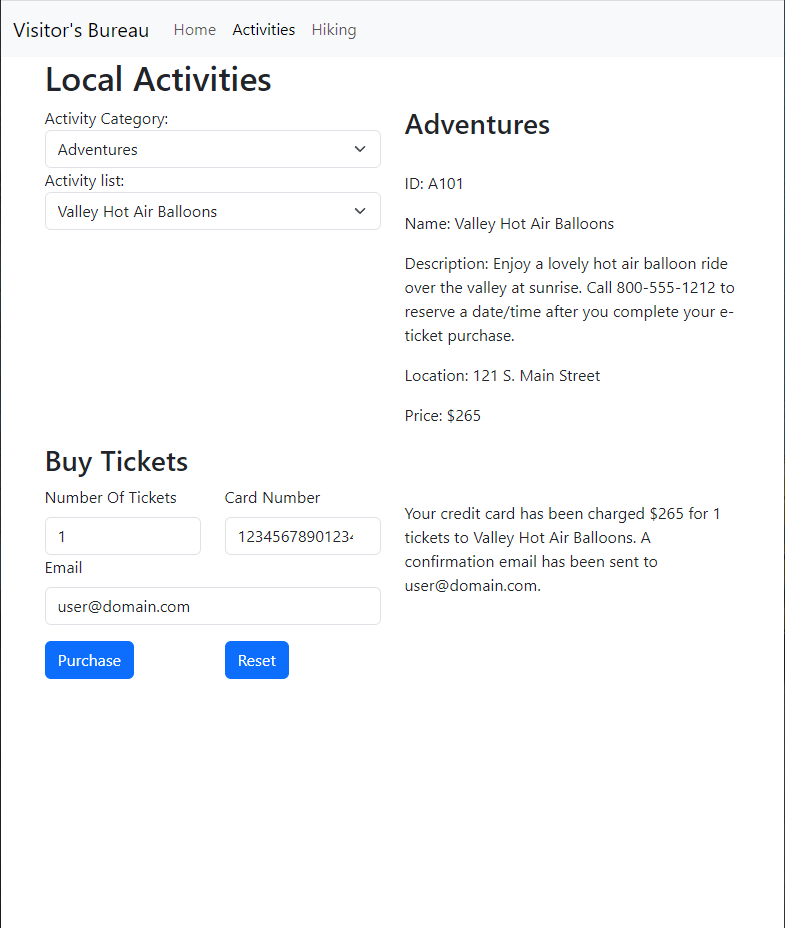 Visitor's Bureau Home Activities Hiking
Local Activities
Activity Category:
Adventures
Activity list:
Valley Hot Air Balloons
Adventures
ID: A101
Name: Valley Hot Air Balloons
Description: Enjoy a lovely hot air balloon ride
over the valley at sunrise. Call 800-555-1212 to
reserve a date/time after you complete your e-
ticket purchase.
Location: 121 S. Main Street
Price: $265
Buy Tickets
Number Of Tickets
1
Card Number
12345678901234
Email
user@domain.com
Purchase Reset
Your credit card has been charged $265 for 1
tickets to Valley Hot Air Balloons. A
confirmation email has been sent to
user@domain.com.